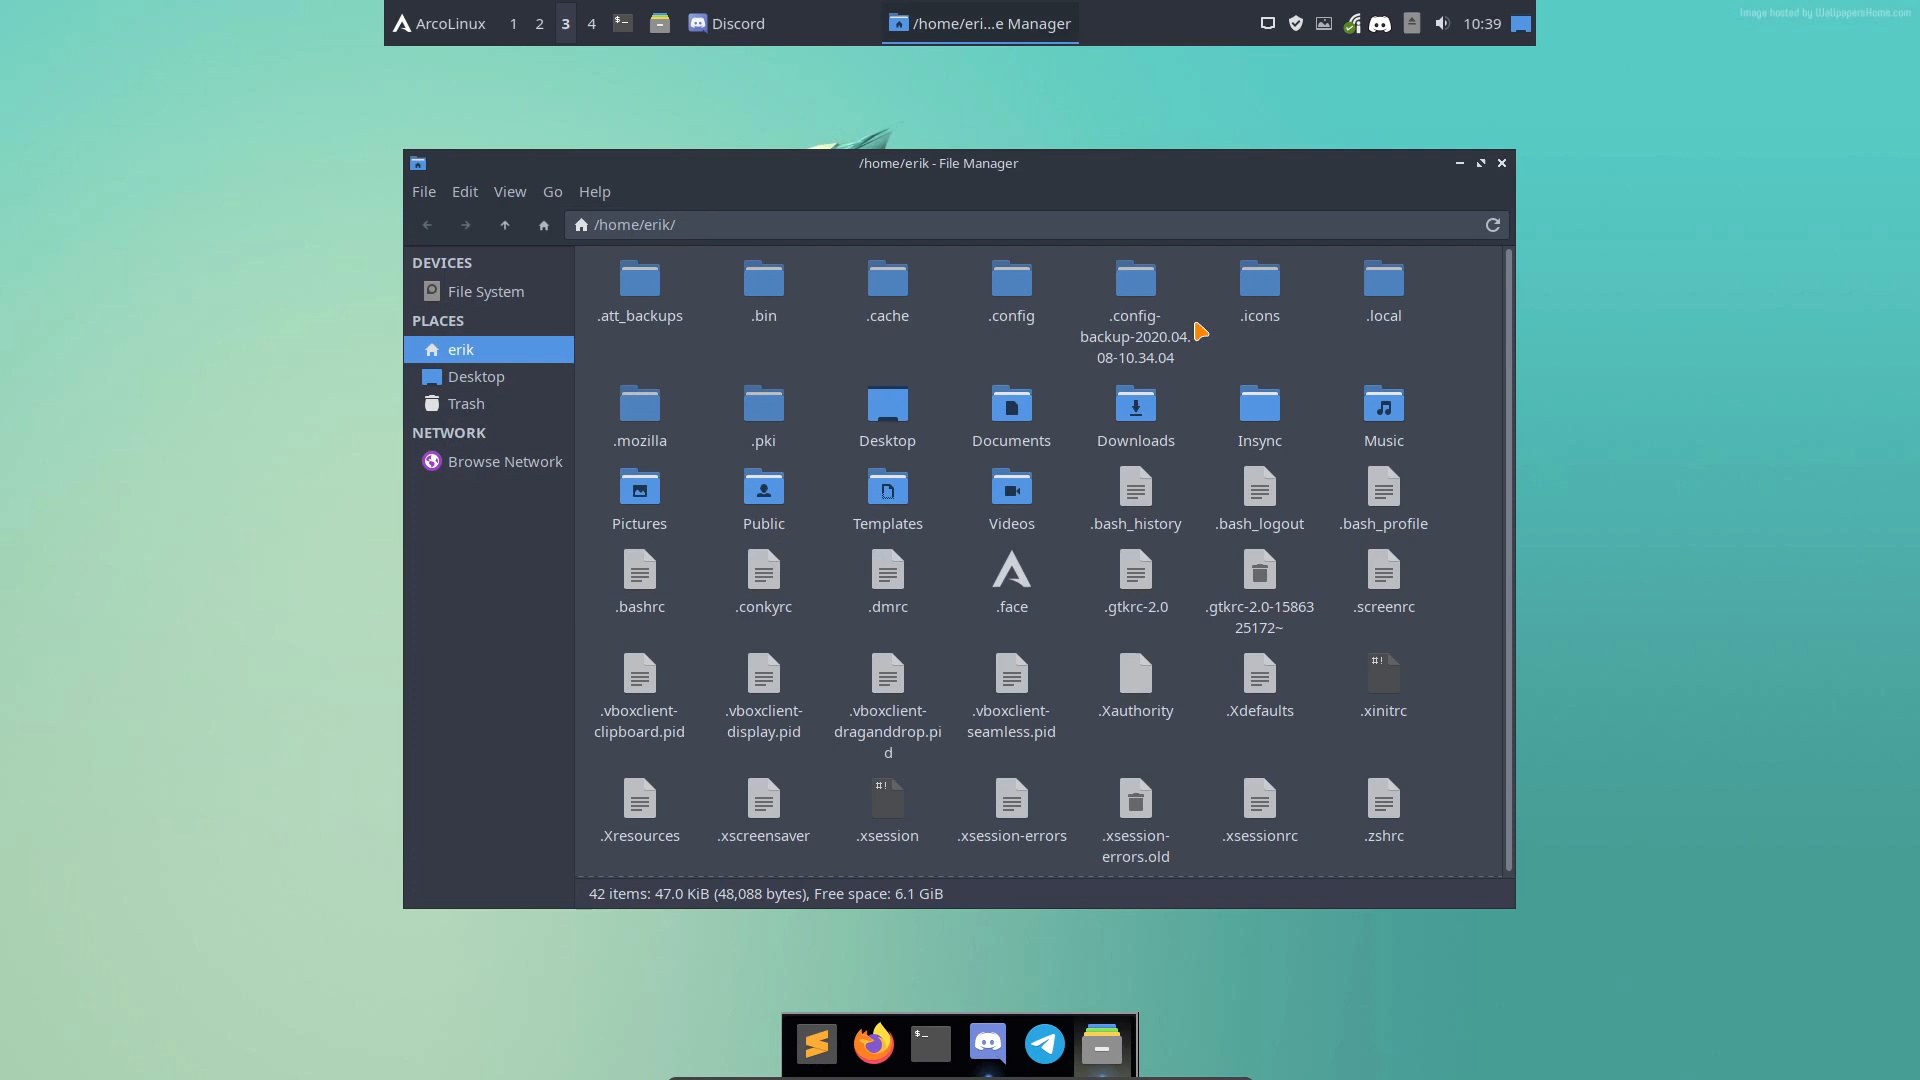 ArcoLinux 1 2 3 4 Discord /home/eri...e Manager 10:39
Image hosted by WallpapersHome.com
/home/erik - File Manager
File Edit View Go Help
/home/erik/
DEVICES
File System
PLACES
erik
Desktop
Trash
NETWORK
Browse Network
.att_backups .bin .cache .config .config- .icons .local
backup-2020.04.
08-10.34.04
.mozilla .pki Desktop Documents Downloads Insync Music
Pictures Public Templates Videos .bash_history .bash_logout .bash_profile
.bashrc .conkyrc .dmrc .face .gtkrc-2.0 .gtkrc-2.0-15863 .screenrc
25172~
#!
.vboxclient- .vboxclient- .vboxclient- .vboxclient- .Xauthority .Xdefaults .xinitrc
clipboard.pid display.pid draganddrop.pi seamless.pid
d
#!
.Xresources .xscreensaver .xsession .xsession-errors .xsession- .xsessionrc .zshrc
errors.old
42 items: 47.0 KiB (48,088 bytes), Free space: 6.1 GiB